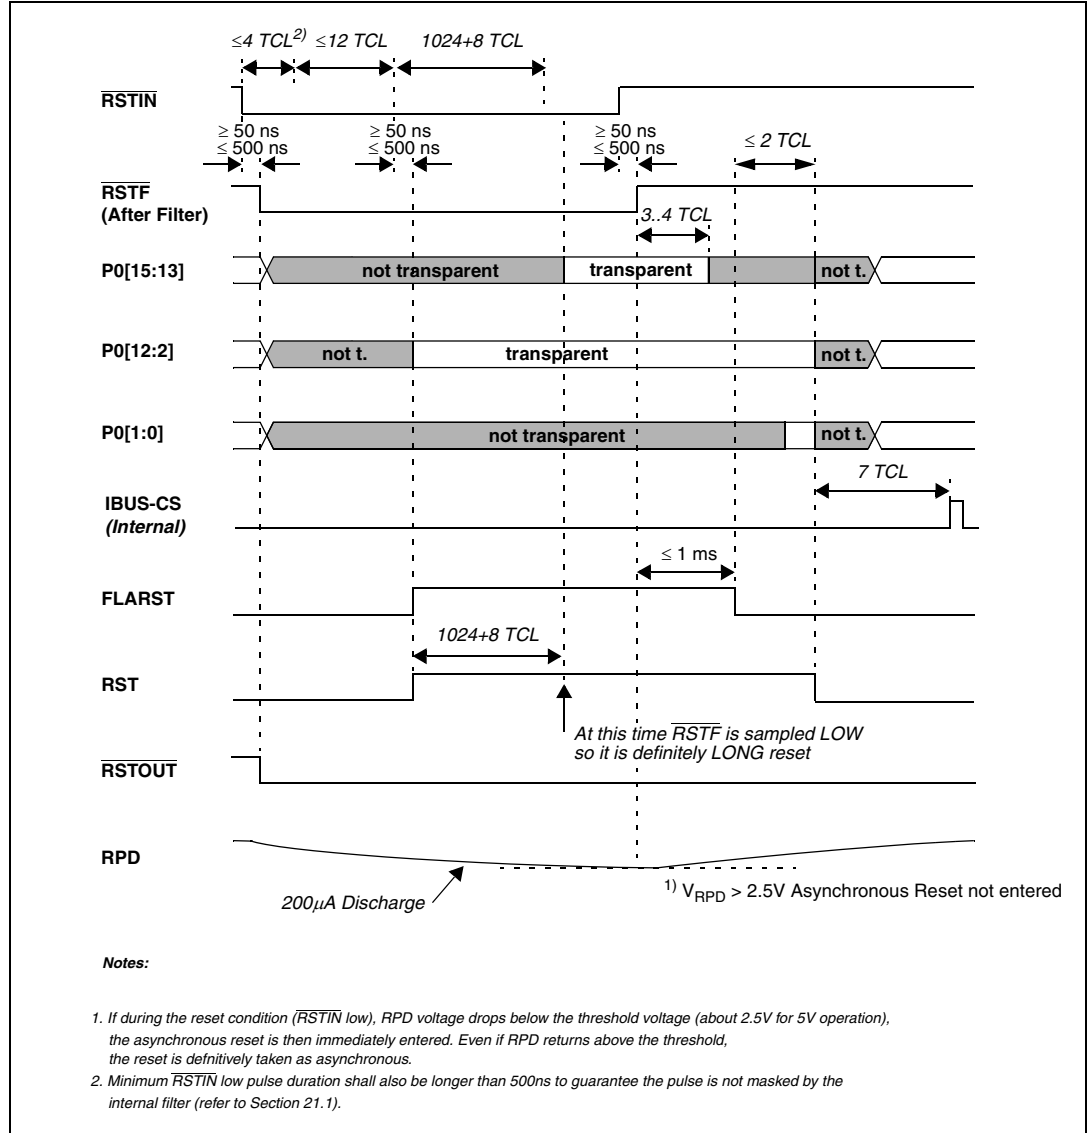 ≤4 TCL2) ≤12 TCL 1024+8 TCL
RSTIN
≥ 50 ns ≥ 50 ns ≥ 50 ns
≤ 500 ns ≤ 500 ns ≤ 500 ns ≤ 2 TCL
RSTF
(After Filter)
3..4 TCL
P0[15:13] not transparent transparent not t.
P0[12:2] not t. transparent not t.
P0[1:0] not transparent not t.
7 TCL
IBUS-CS
(Internal)
≤ 1 ms
FLARST
1024+8 TCL
RST
At this time RSTF is sampled LOW
so it is definitely LONG reset
RSTOUT
RPD
200μA Discharge
1) VRPD > 2.5V Asynchronous Reset not entered
Notes:
1. If during the reset condition (RSTIN low), RPD voltage drops below the threshold voltage (about 2.5V for 5V operation),
the asynchronous reset is then immediately entered. Even if RPD returns above the threshold,
the reset is defnitively taken as asynchronous.
2. Minimum RSTIN low pulse duration shall also be longer than 500ns to guarantee the pulse is not masked by the
internal filter (refer to Section 21.1).